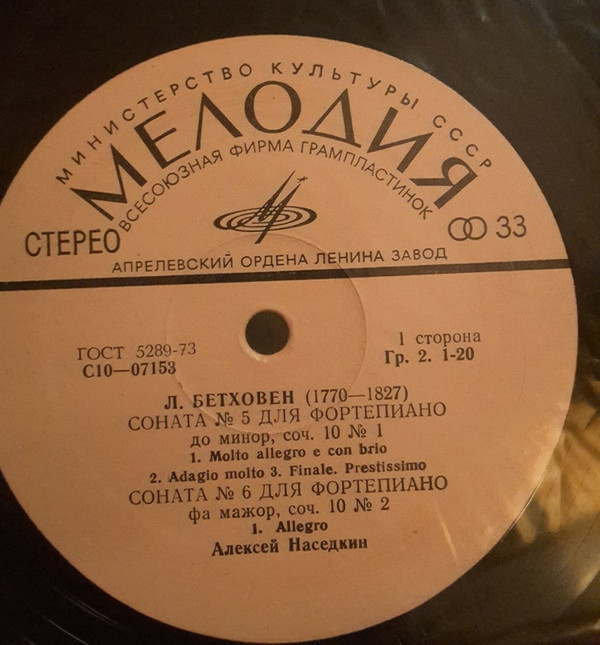 МИНИСТЕРСТВО КУЛЬТУРЫ СССР
МЕЛОДИЯ
ВСЕСОЮЗНАЯ ФИРМА ГРАМПЛАСТИНОК
СТЕРЕО
33
АПРЕЛЕВСКИЙ ОРДЕНА ЛЕНИНА ЗАВОД
ГОСТ 5289-73
С10—07153
1 сторона
Гр. 2. 1-20
Л. БЕТХОВЕН (1770—1827)
СОНАТА № 5 ДЛЯ ФОРТЕПИАНО
до минор, соч. 10 № 1
1. Molto allegro e con brio
2. Adagio molto 3. Finale. Prestissimo
СОНАТА № 6 ДЛЯ ФОРТЕПИАНО
фа мажор, соч. 10 № 2
1. Allegro
Алексей Наседкин